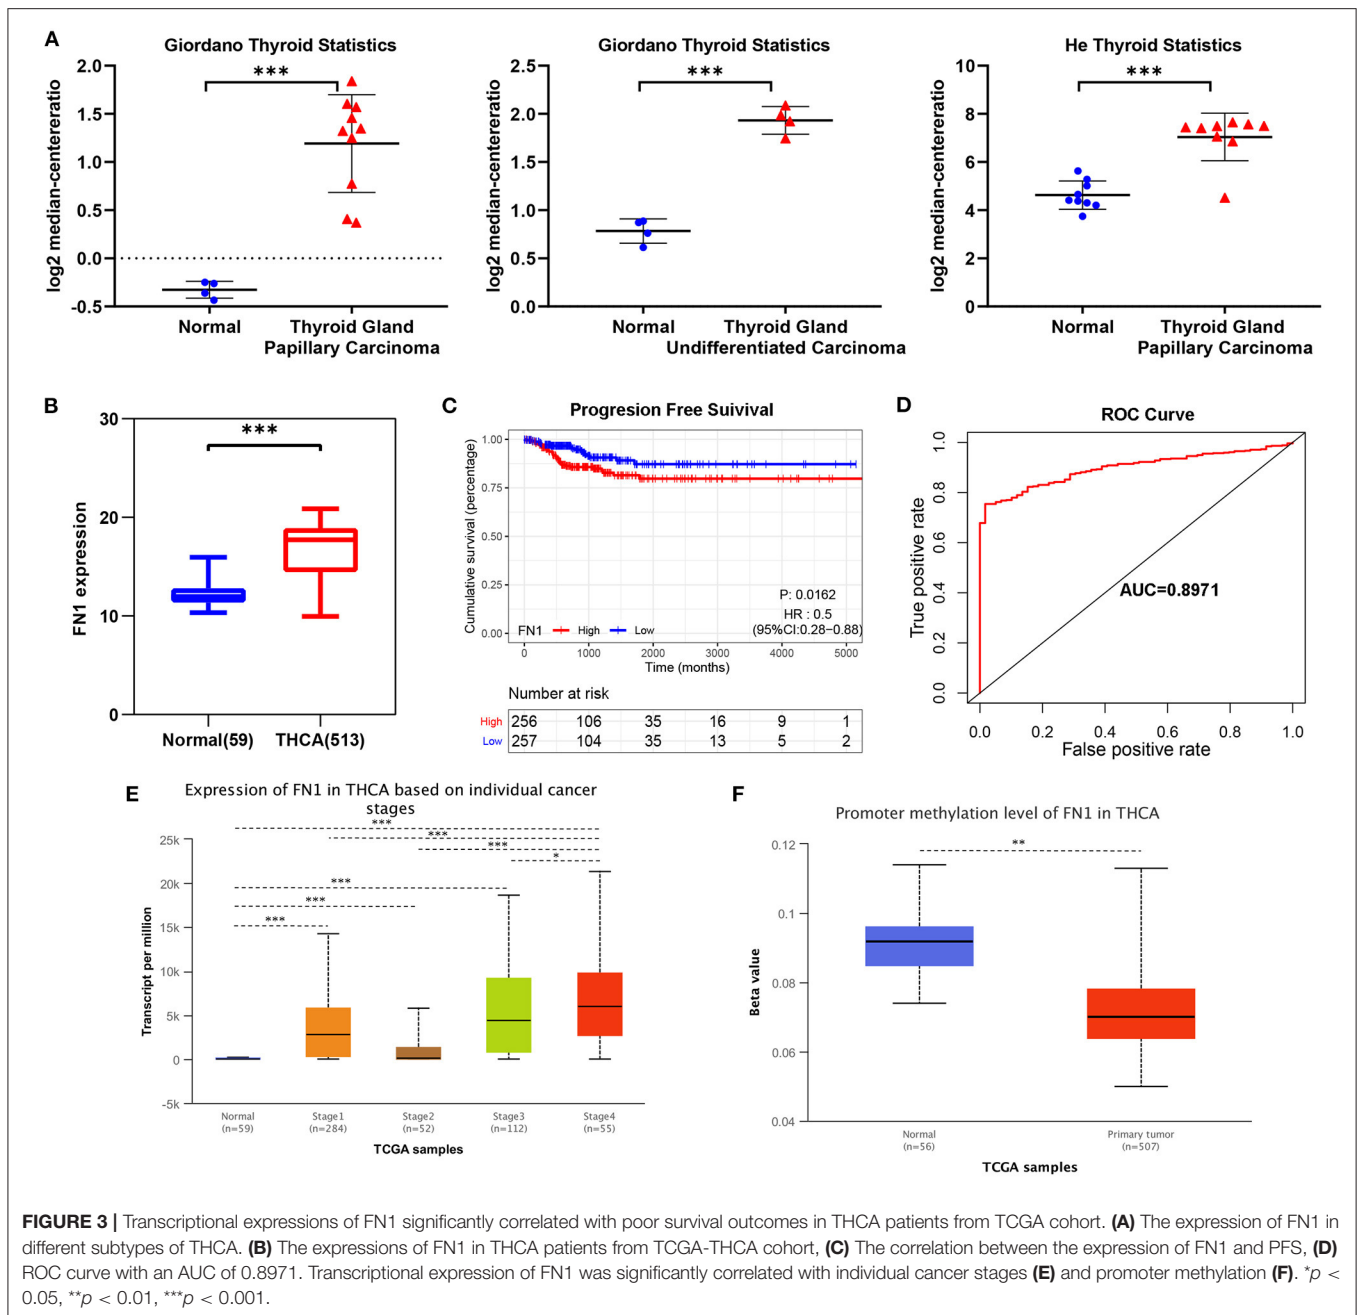 A
Giordano Thyroid Statistics
***
log2 median-centereratio
2.0
1.5
1.0
0.5
0.0
-0.5
Normal
Thyroid Gland
Papillary Carcinoma
Giordano Thyroid Statistics
***
log2 median-centereratio
2.5
2.0
1.5
1.0
0.5
0.0
Normal
Thyroid Gland
Undifferentiated Carcinoma
He Thyroid Statistics
***
log2 median-centereratio
10
8
6
4
2
0
Normal
Thyroid Gland
Papillary Carcinoma
B
***
FN1 expression
30
20
10
0
Normal(59)
THCA(513)
C
Progresion Free Suivival
Cumulative survival (percentage)
1.00
0.75
0.50
0.25
0.00
P: 0.0162
HR : 0.5
(95%CI:0.28−0.88)
FN1 High Low
0 1000 2000 3000 4000 5000
Time (months)
Number at risk
High 256 106 35 16 9 1
Low 257 104 35 13 5 2
D
ROC Curve
True positive rate
1.0
0.8
0.6
0.4
0.2
0.0
AUC=0.8971
0.0 0.2 0.4 0.6 0.8 1.0
False positive rate
E
Expression of FN1 in THCA based on individual cancer
stages
***
***
***
*
***
***
***
Transcript per million
25k
20k
15k
10k
5k
0
-5k
Normal
(n=59)
Stage1
(n=284)
Stage2
(n=52)
Stage3
(n=112)
Stage4
(n=55)
TCGA samples
F
Promoter methylation level of FN1 in THCA
**
Beta value
0.12
0.1
0.08
0.06
0.04
Normal
(n=56)
Primary tumor
(n=507)
TCGA samples
FIGURE 3 | Transcriptional expressions of FN1 significantly correlated with poor survival outcomes in THCA patients from TCGA cohort. (A) The expression of FN1 in
different subtypes of THCA. (B) The expressions of FN1 in THCA patients from TCGA-THCA cohort, (C) The correlation between the expression of FN1 and PFS, (D)
ROC curve with an AUC of 0.8971. Transcriptional expression of FN1 was significantly correlated with individual cancer stages (E) and promoter methylation (F). *p <
0.05, **p < 0.01, ***p < 0.001.